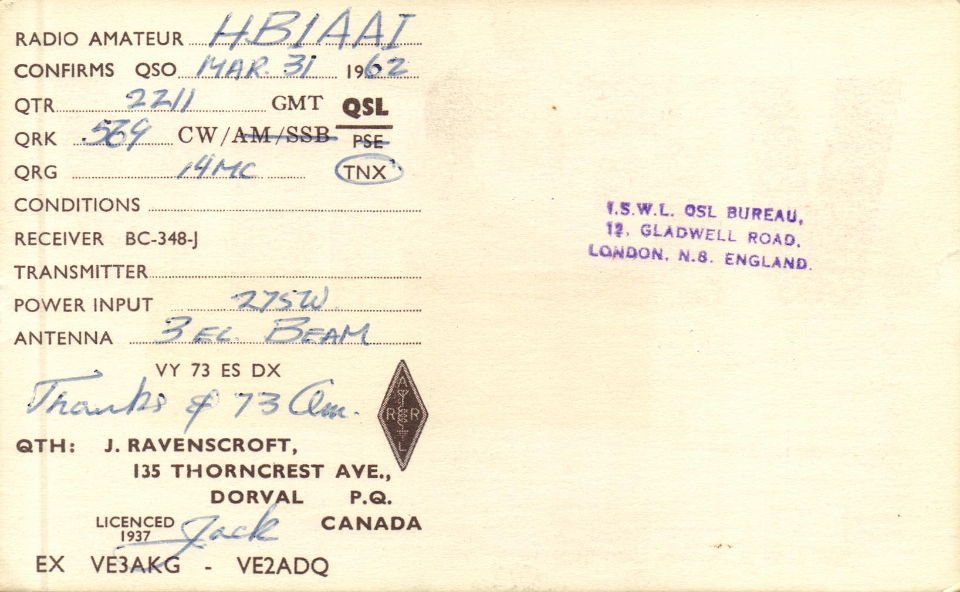 RADIO AMATEUR HB1AAI
CONFIRMS QSO MAR. 31 1962
QTR 2211 GMT QSL
QRK 569 CW/AM/SSB PSE
QRG 14MC TNX
CONDITIONS
RECEIVER BC-348-J
TRANSMITTER
POWER INPUT 275W
ANTENNA 3 EL. BEAM
VY 73 ES DX
Thanks & 73 Om.
A
R R
L
QTH: J. RAVENSCROFT,
135 THORNCREST AVE.,
DORVAL P.Q.
LICENCED 1937 Jack CANADA
EX VE3AKG - VE2ADQ
I.S.W.L. QSL BUREAU,
12, GLADWELL ROAD,
LONDON, N.8. ENGLAND.